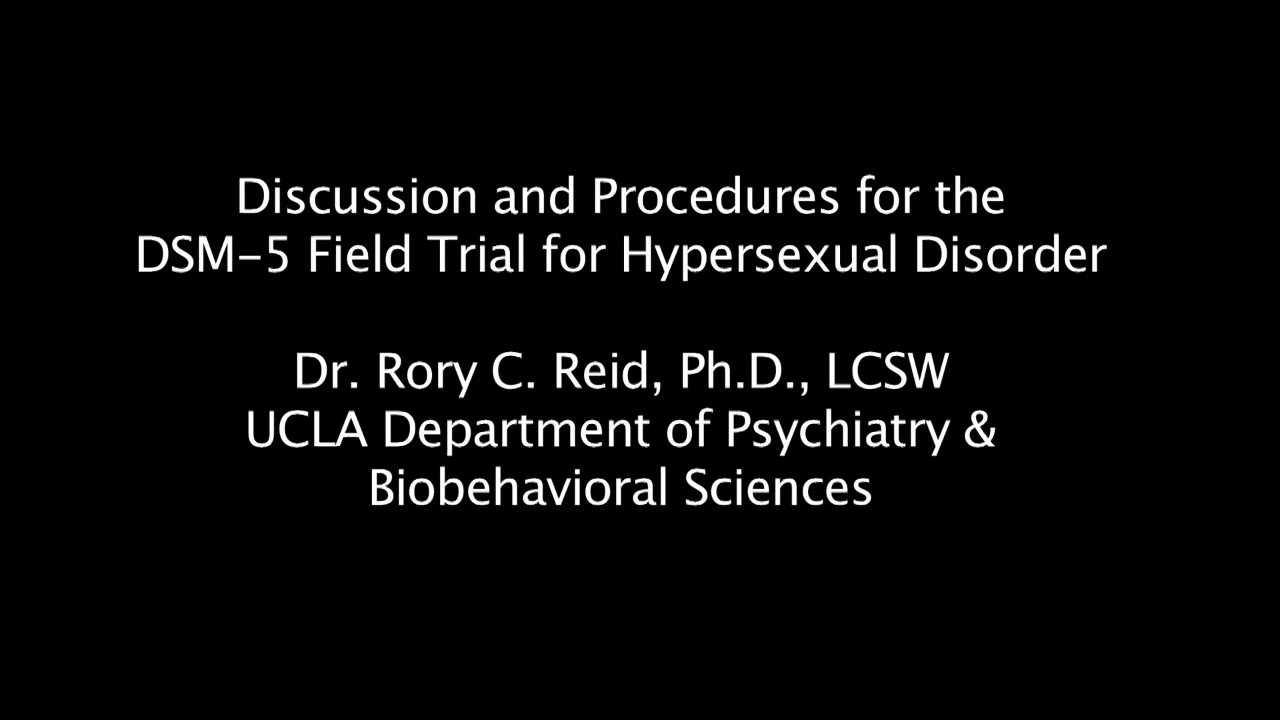 Discussion and Procedures for the
DSM-5 Field Trial for Hypersexual Disorder
Dr. Rory C. Reid, Ph.D., LCSW
UCLA Department of Psychiatry &
Biobehavioral Sciences